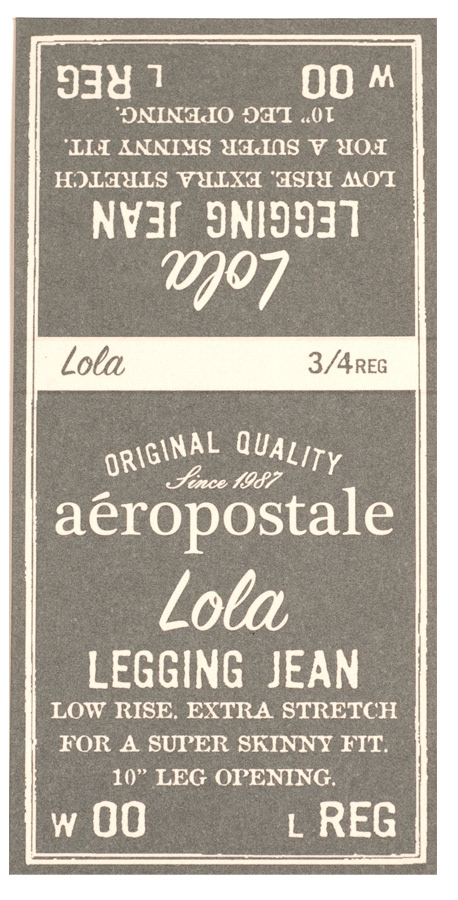 W 00 L REG
10" LEG OPENING.
FOR A SUPER SKINNY FIT.
LOW RISE. EXTRA STRETCH
LEGGING JEAN
Lola
Lola 3/4 REG
ORIGINAL QUALITY
Since 1987
aéropostale
Lola
LEGGING JEAN
LOW RISE. EXTRA STRETCH
FOR A SUPER SKINNY FIT.
10" LEG OPENING.
W 00 L REG